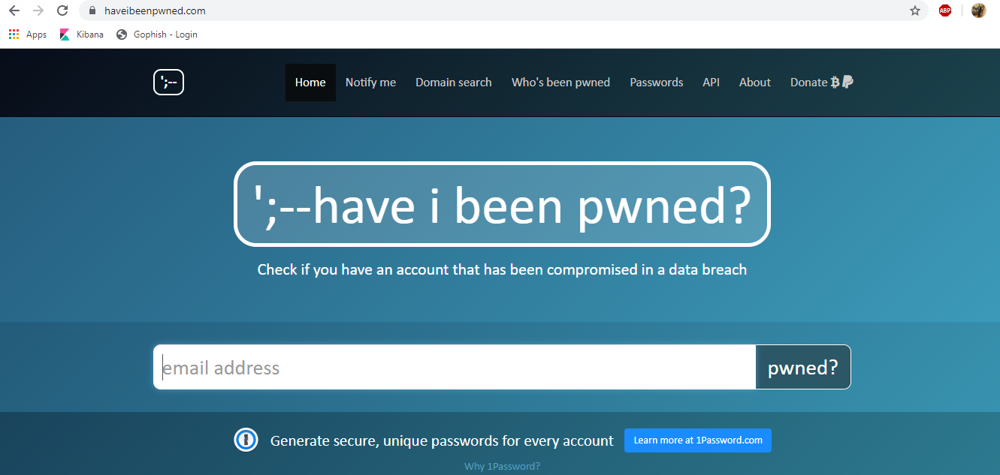 haveibeenpwned.com
ABP
Apps Kibana Gophish - Login
';-- Home Notify me Domain search Who's been pwned Passwords API About Donate
';--have i been pwned?
Check if you have an account that has been compromised in a data breach
email address pwned?
Generate secure, unique passwords for every account Learn more at 1Password.com
Why 1Password?